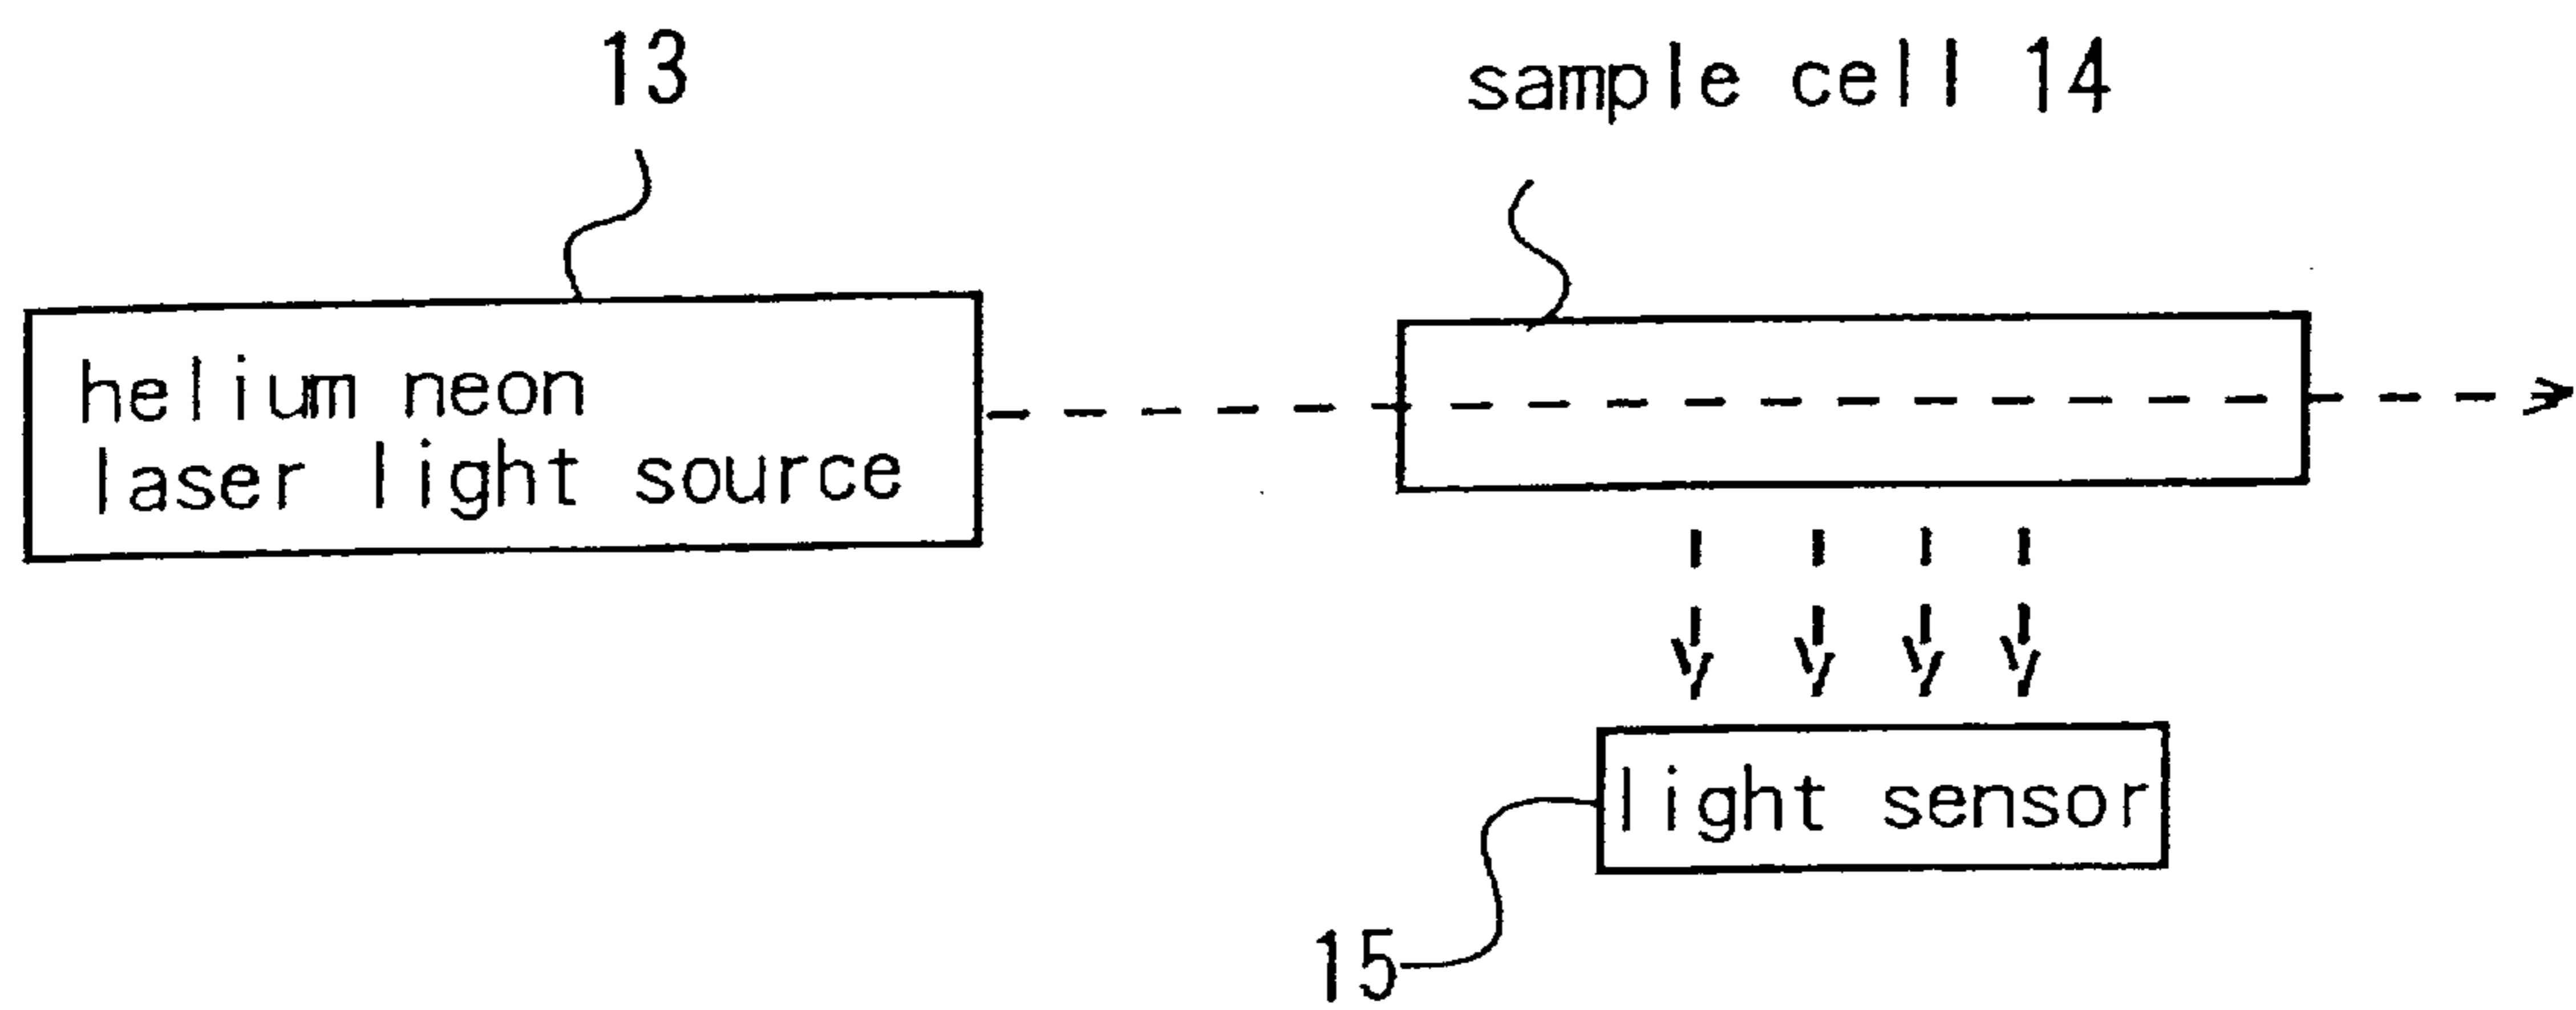 13
sample cell 14
helium neon
laser light source
light sensor
15